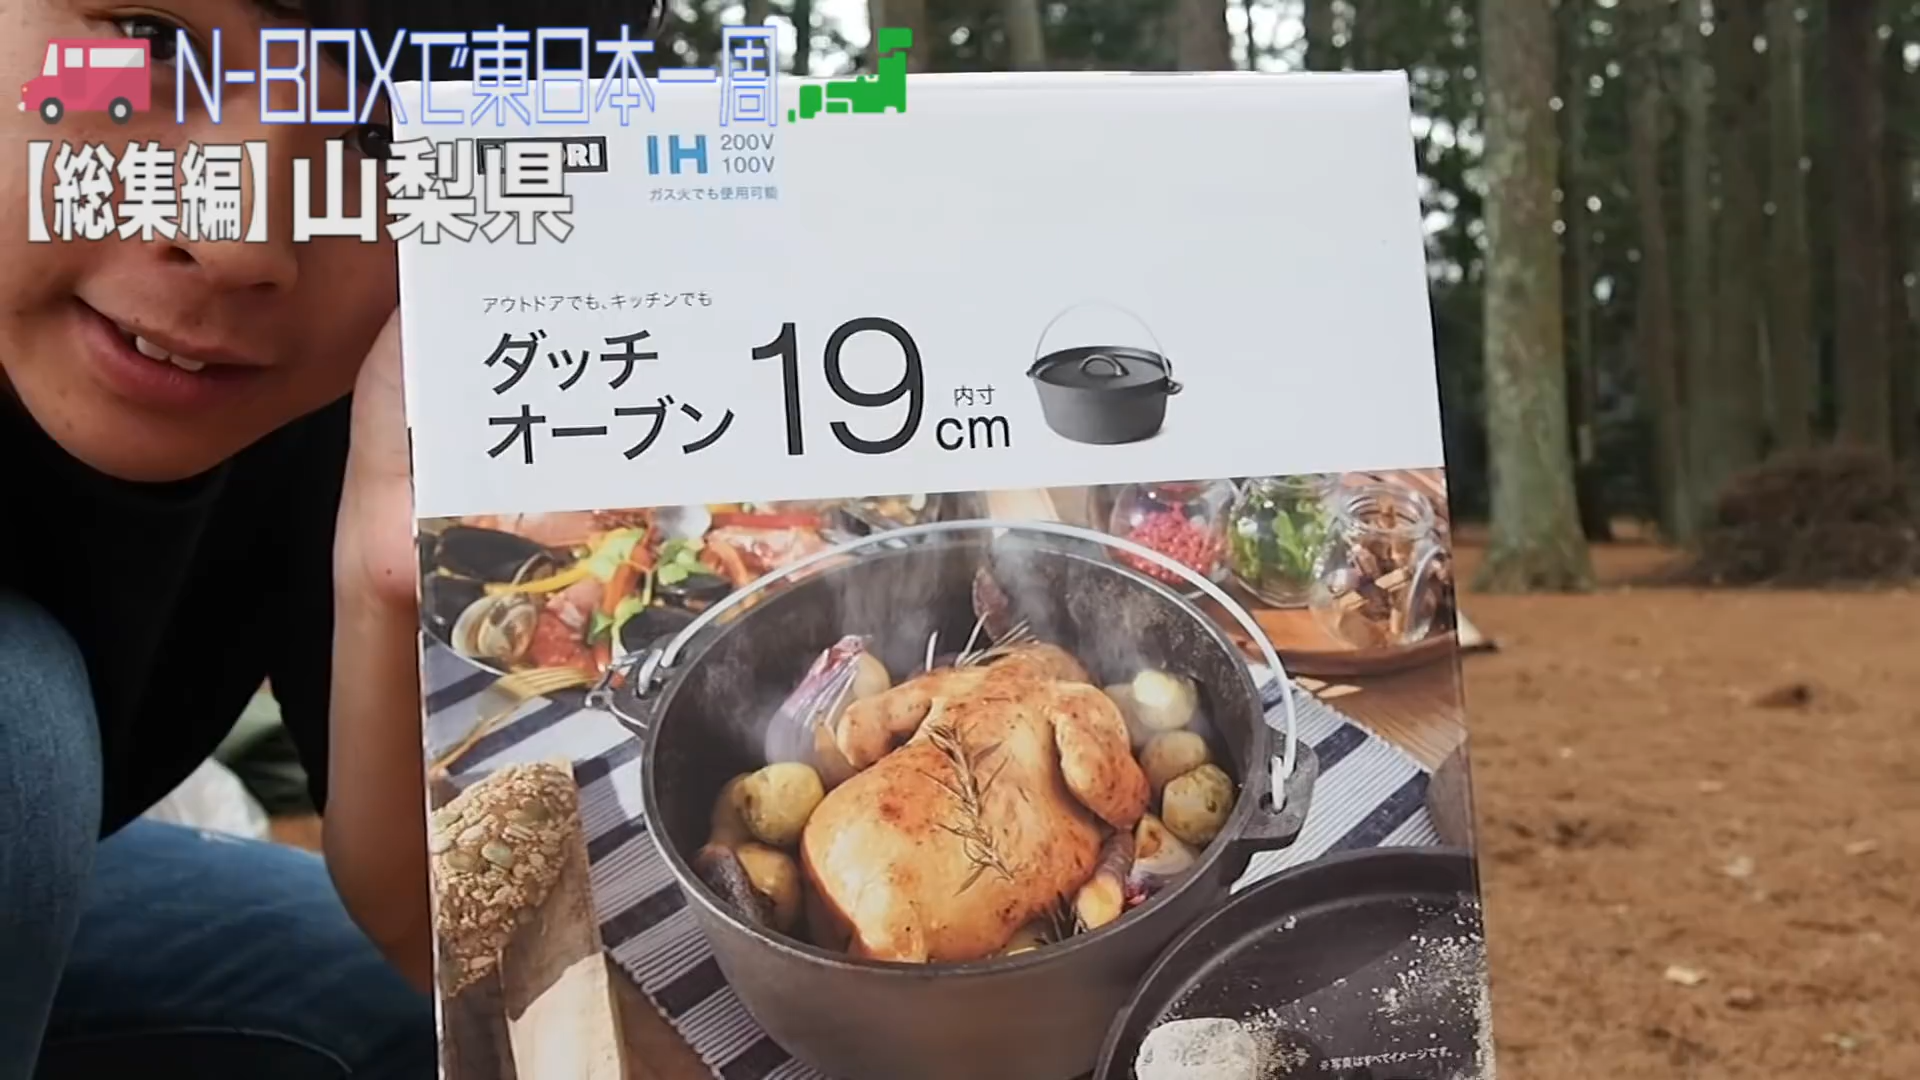 N-BOXで東日本一周
【総集編】山梨県
IH 200V 100V
ガス火でも使用可能
アウトドアでも、キッチンでも
ダッチ
オーブン 19 内寸 cm
※写真はすべてイメージです。